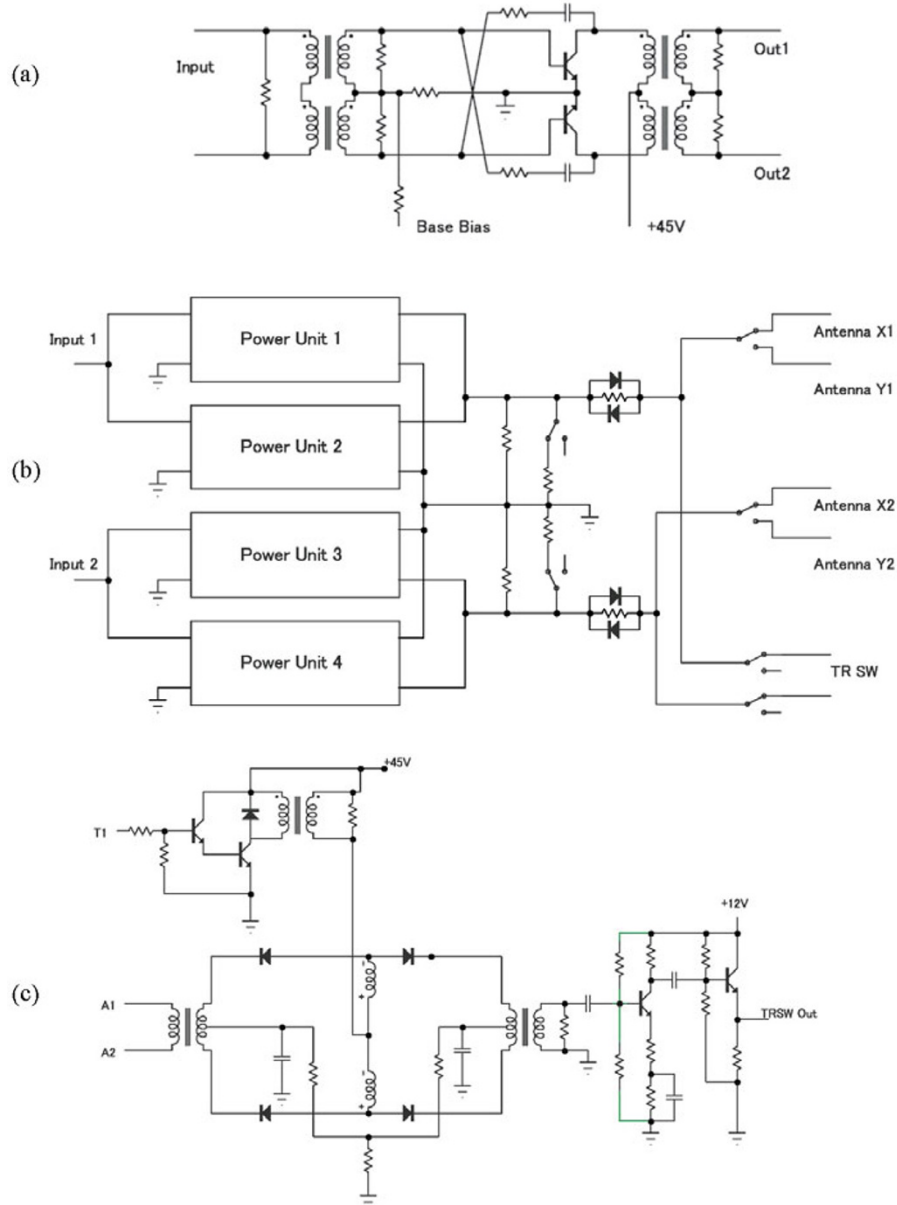 (a)
Input
Out1
Out2
Base Bias
+45V
(b)
Input 1
Power Unit 1
Power Unit 2
Input 2
Power Unit 3
Power Unit 4
Antenna X1
Antenna Y1
Antenna X2
Antenna Y2
TR SW
(c)
+45V
T1
+12V
A1
A2
TRSW Out
- 
+
-
+